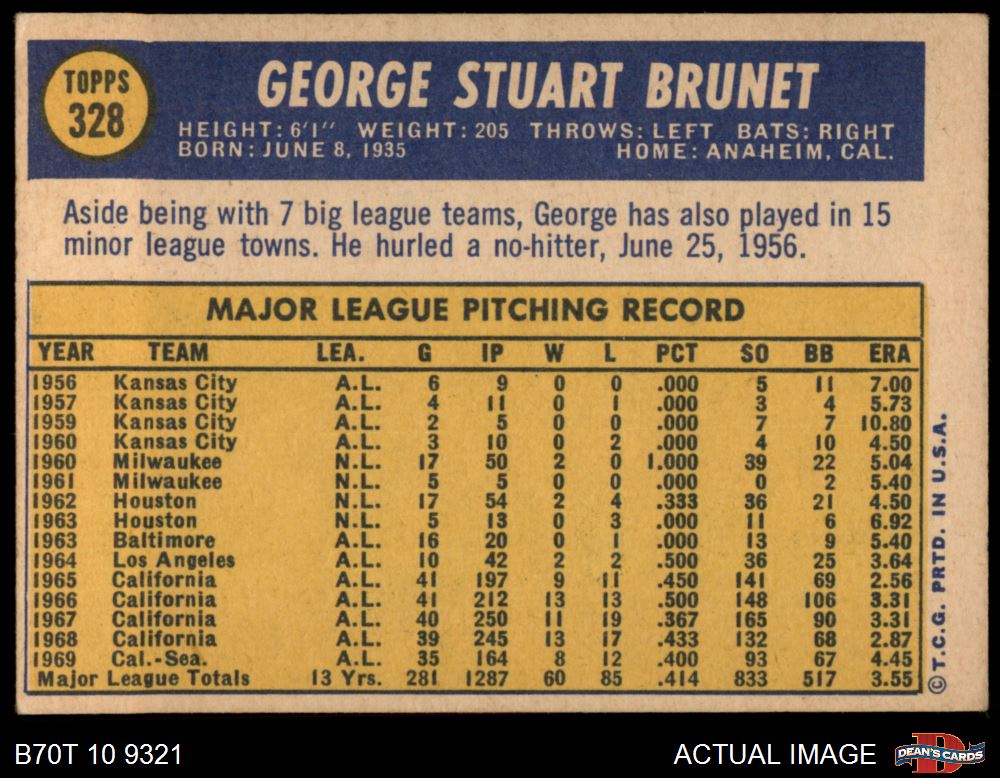 TOPPS
328
GEORGE STUART BRUNET
HEIGHT: 6'1" WEIGHT: 205 THROWS: LEFT BATS: RIGHT
BORN: JUNE 8, 1935 HOME: ANAHEIM, CAL.
Aside being with 7 big league teams, George has also played in 15
minor league towns. He hurled a no-hitter, June 25, 1956.
MAJOR LEAGUE PITCHING RECORD
YEAR TEAM LEA. G IP W L PCT SO BB ERA
1956 Kansas City A.L. 6 9 0 0 .000 5 11 7.00
1957 Kansas City A.L. 4 11 0 1 .000 3 4 5.73
1959 Kansas City A.L. 2 5 0 0 .000 7 7 10.80
1960 Kansas City A.L. 3 10 0 2 .000 4 10 4.50
1960 Milwaukee N.L. 17 50 2 0 1.000 39 22 5.04
1961 Milwaukee N.L. 5 5 0 0 .000 0 2 5.40
1962 Houston N.L. 17 54 2 4 .333 36 21 4.50
1963 Houston N.L. 5 13 0 3 .000 11 6 6.92
1963 Baltimore A.L. 16 20 0 1 .000 13 9 5.40
1964 Los Angeles A.L. 10 42 2 2 .500 36 25 3.64
1965 California A.L. 41 197 9 11 .450 141 69 2.56
1966 California A.L. 41 212 13 13 .500 148 106 3.31
1967 California A.L. 40 250 11 19 .367 165 90 3.31
1968 California A.L. 39 245 13 17 .433 132 68 2.87
1969 Cal.-Sea. A.L. 35 164 8 12 .400 93 67 4.45
Major League Totals 13 Yrs. 281 1287 60 85 .414 833 517 3.55
© T.C.G. PRTD. IN U.S.A.
B70T 10 9321
ACTUAL IMAGE
DEAN'S CARDS